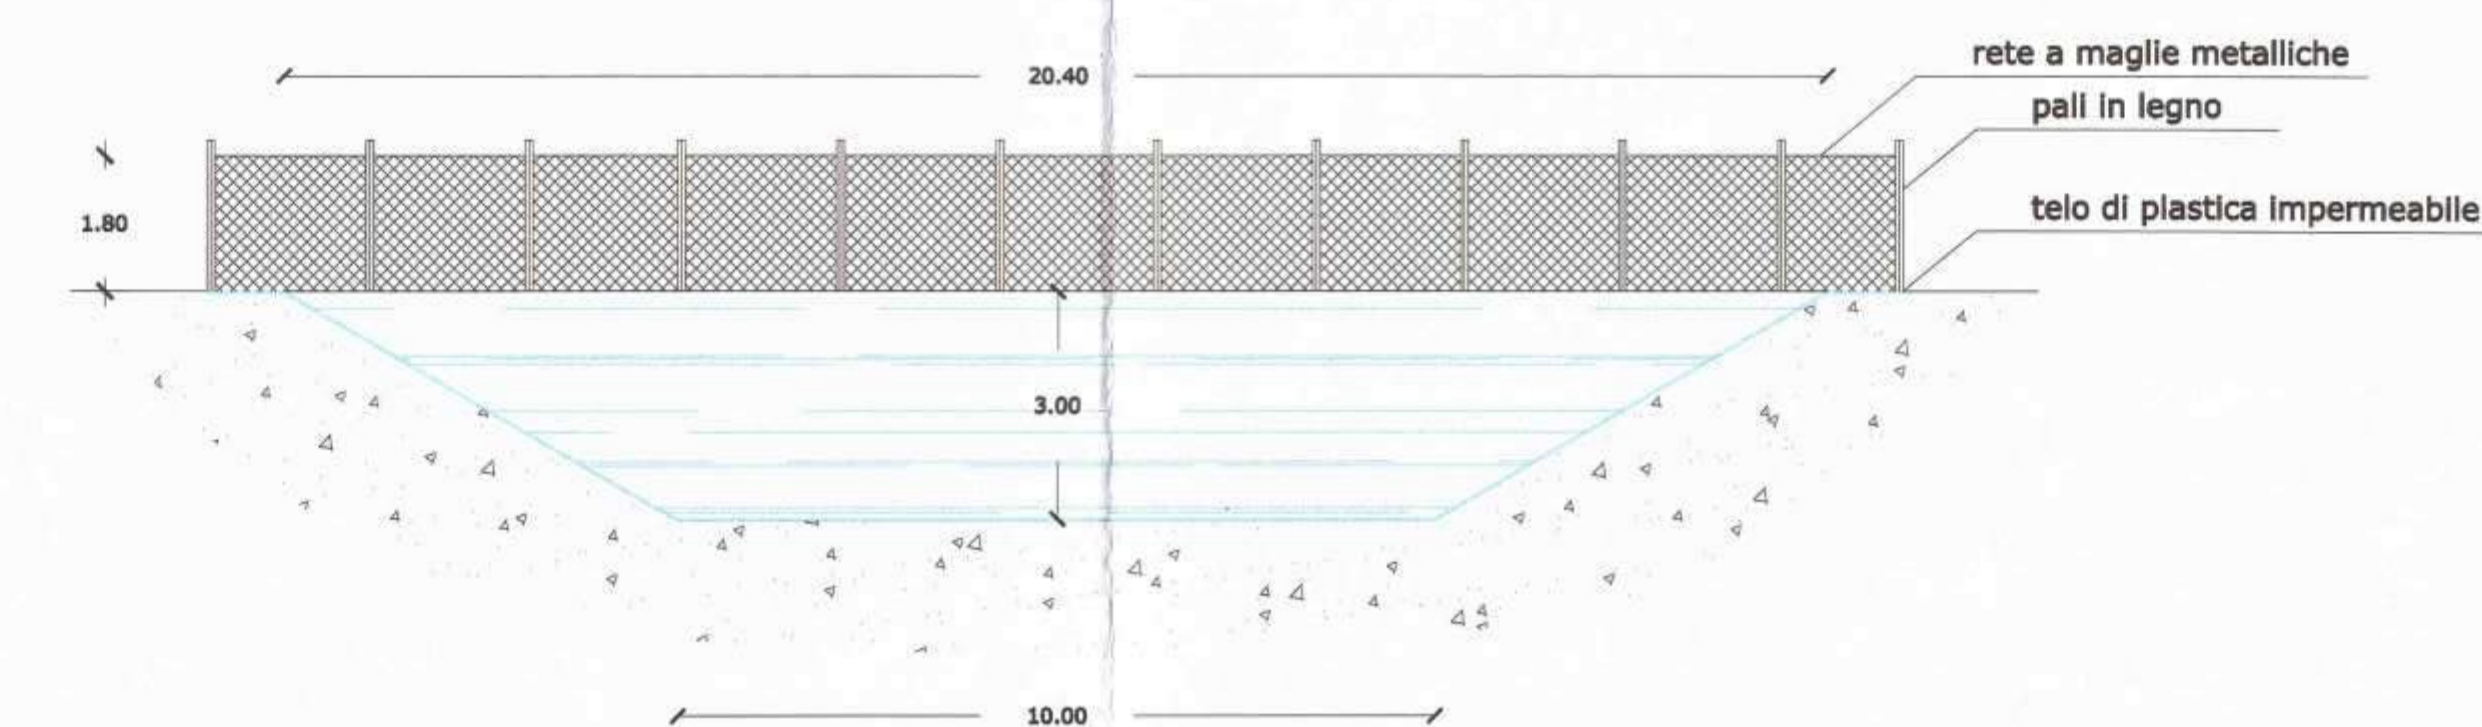 rete a maglie metalliche
20.40
pali in legno
telo di plastica impermeabile
1.80
3.00
10.00